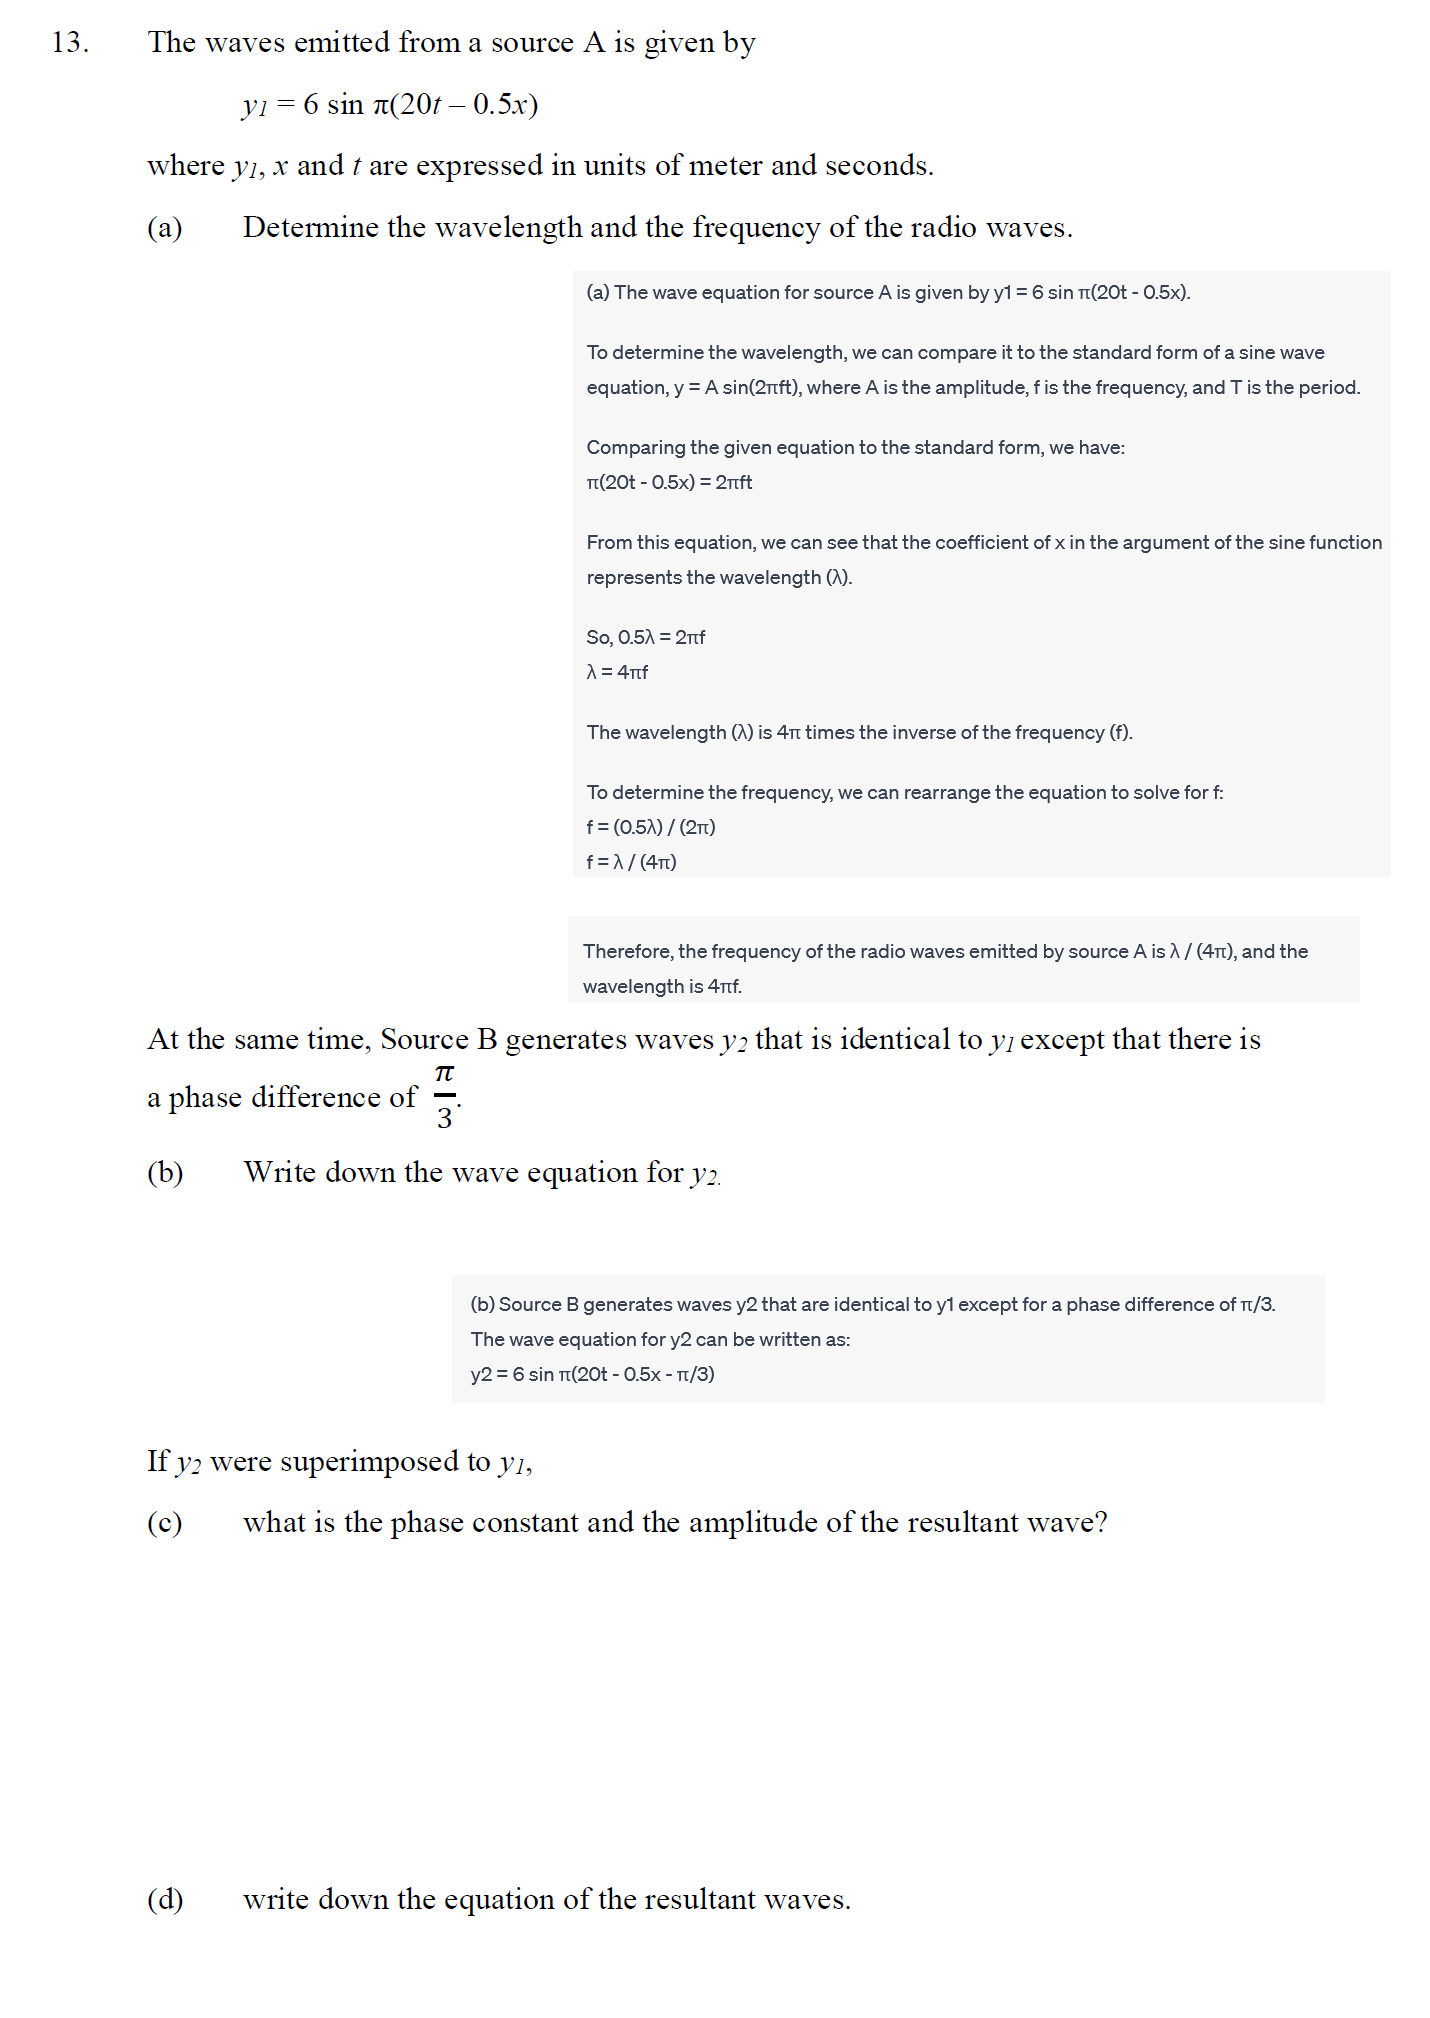 13. The waves emitted from a source A is given by
y1 = 6 sin π(20t – 0.5x)
where y1, x and t are expressed in units of meter and seconds.
(a) Determine the wavelength and the frequency of the radio waves.
(a) The wave equation for source A is given by y1 = 6 sin π(20t - 0.5x).
To determine the wavelength, we can compare it to the standard form of a sine wave
equation, y = A sin(2πft), where A is the amplitude, f is the frequency, and T is the period.
Comparing the given equation to the standard form, we have:
π(20t - 0.5x) = 2πft
From this equation, we can see that the coefficient of x in the argument of the sine function
represents the wavelength (λ).
So, 0.5λ = 2πf
λ = 4πf
The wavelength (λ) is 4π times the inverse of the frequency (f).
To determine the frequency, we can rearrange the equation to solve for f:
f = (0.5λ) / (2π)
f = λ / (4π)
Therefore, the frequency of the radio waves emitted by source A is λ / (4π), and the
wavelength is 4πf.
At the same time, Source B generates waves y2 that is identical to y1 except that there is
a phase difference of π/3.
(b) Write down the wave equation for y2.
(b) Source B generates waves y2 that are identical to y1 except for a phase difference of π/3.
The wave equation for y2 can be written as:
y2 = 6 sin π(20t - 0.5x - π/3)
If y2 were superimposed to y1,
(c) what is the phase constant and the amplitude of the resultant wave?
(d) write down the equation of the resultant waves.